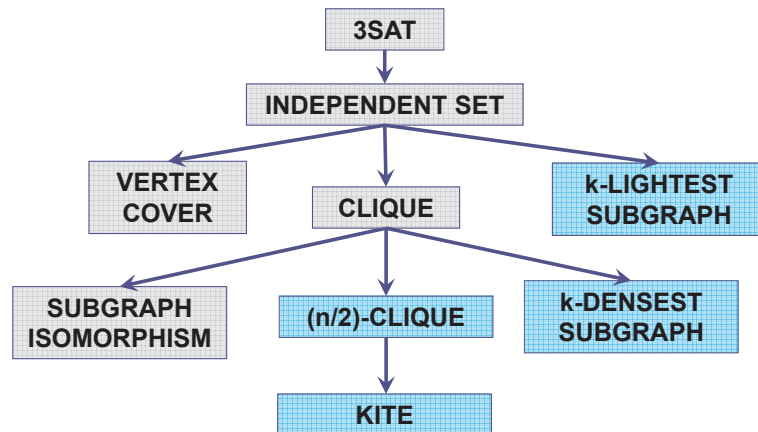 3SAT
INDEPENDENT SET
VERTEX
COVER
CLIQUE
k-LIGHTEST
SUBGRAPH
SUBGRAPH
ISOMORPHISM
(n/2)-CLIQUE
k-DENSEST
SUBGRAPH
KITE